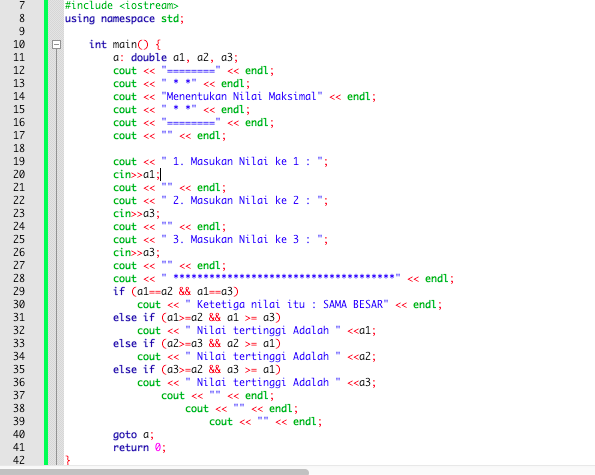 7 #include <iostream>
8 using namespace std;
9
10 int main() {
11 a: double a1, a2, a3;
12 cout << "========" << endl;
13 cout << " * *" << endl;
14 cout << "Menentukan Nilai Maksimal" << endl;
15 cout << " * *" << endl;
16 cout << "========" << endl;
17 cout << "" << endl;
18
19 cout << " 1. Masukan Nilai ke 1 : ";
20 cin>>a1;
21 cout << "" << endl;
22 cout << " 2. Masukan Nilai ke 2 : ";
23 cin>>a3;
24 cout << "" << endl;
25 cout << " 3. Masukan Nilai ke 3 : ";
26 cin>>a3;
27 cout << "" << endl;
28 cout << " *************************************" << endl;
29 if (a1==a2 && a1==a3)
30 cout << " Ketetiga nilai itu : SAMA BESAR" << endl;
31 else if (a1>=a2 && a1 >= a3)
32 cout << " Nilai tertinggi Adalah " <<a1;
33 else if (a2>=a3 && a2 >= a1)
34 cout << " Nilai tertinggi Adalah " <<a2;
35 else if (a3>=a2 && a3 >= a1)
36 cout << " Nilai tertinggi Adalah " <<a3;
37 cout << "" << endl;
38 cout << "" << endl;
39 cout << "" << endl;
40 goto a;
41 return 0;
42 }